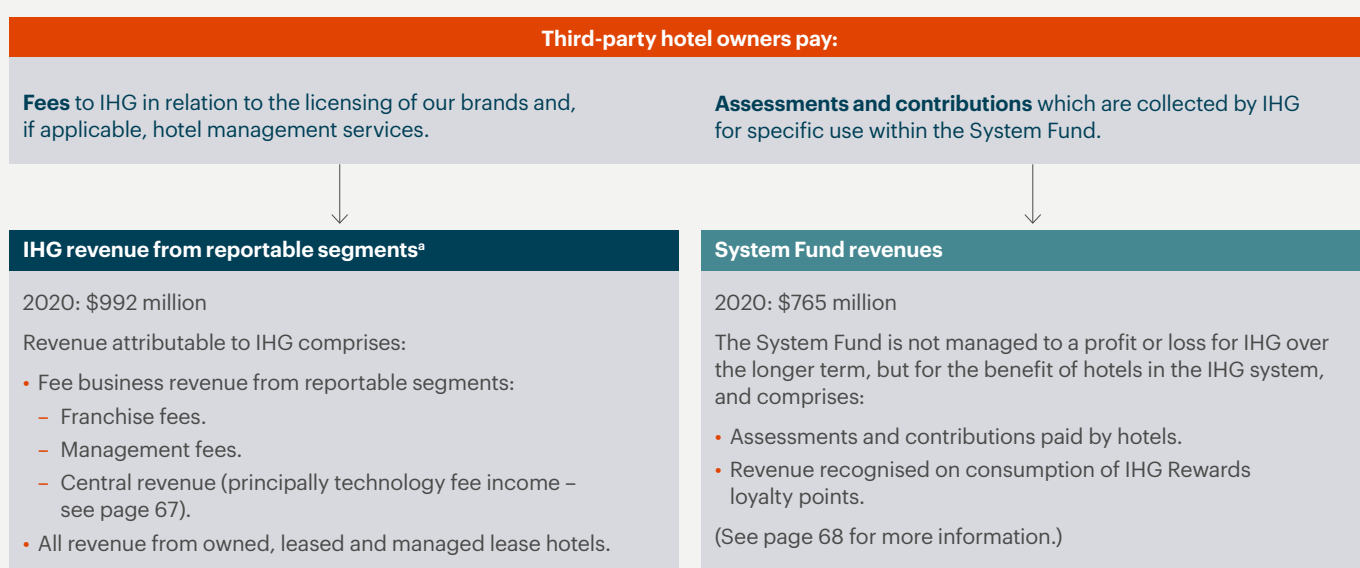 Third-party hotel owners pay:
Fees to IHG in relation to the licensing of our brands and,
if applicable, hotel management services.
Assessments and contributions which are collected by IHG
for specific use within the System Fund.
IHG revenue from reportable segmentsᵃ
2020: $992 million
Revenue attributable to IHG comprises:
• Fee business revenue from reportable segments:
– Franchise fees.
– Management fees.
– Central revenue (principally technology fee income –
see page 67).
• All revenue from owned, leased and managed lease hotels.
System Fund revenues
2020: $765 million
The System Fund is not managed to a profit or loss for IHG over
the longer term, but for the benefit of hotels in the IHG system,
and comprises:
• Assessments and contributions paid by hotels.
• Revenue recognised on consumption of IHG Rewards
loyalty points.
(See page 68 for more information.)